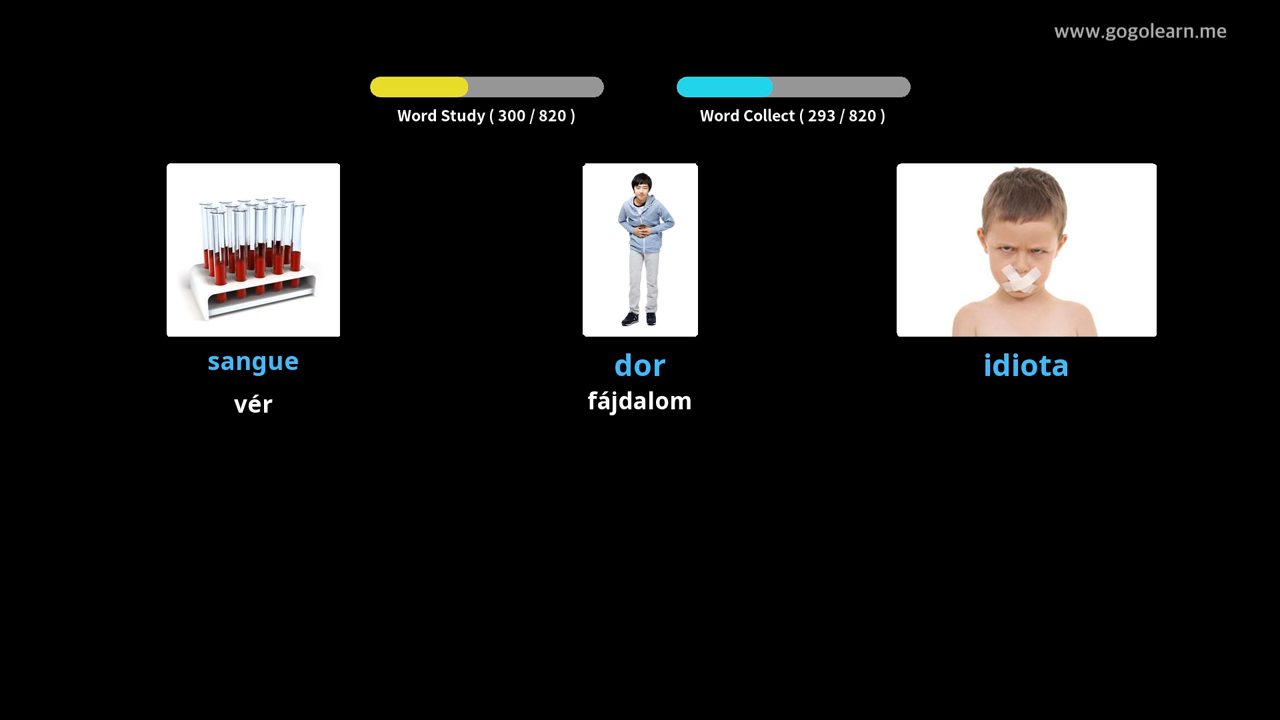 www.gogolearn.me
Word Study ( 300 / 820 )
Word Collect ( 293 / 820 )
sangue
vér
dor
fájdalom
idiota